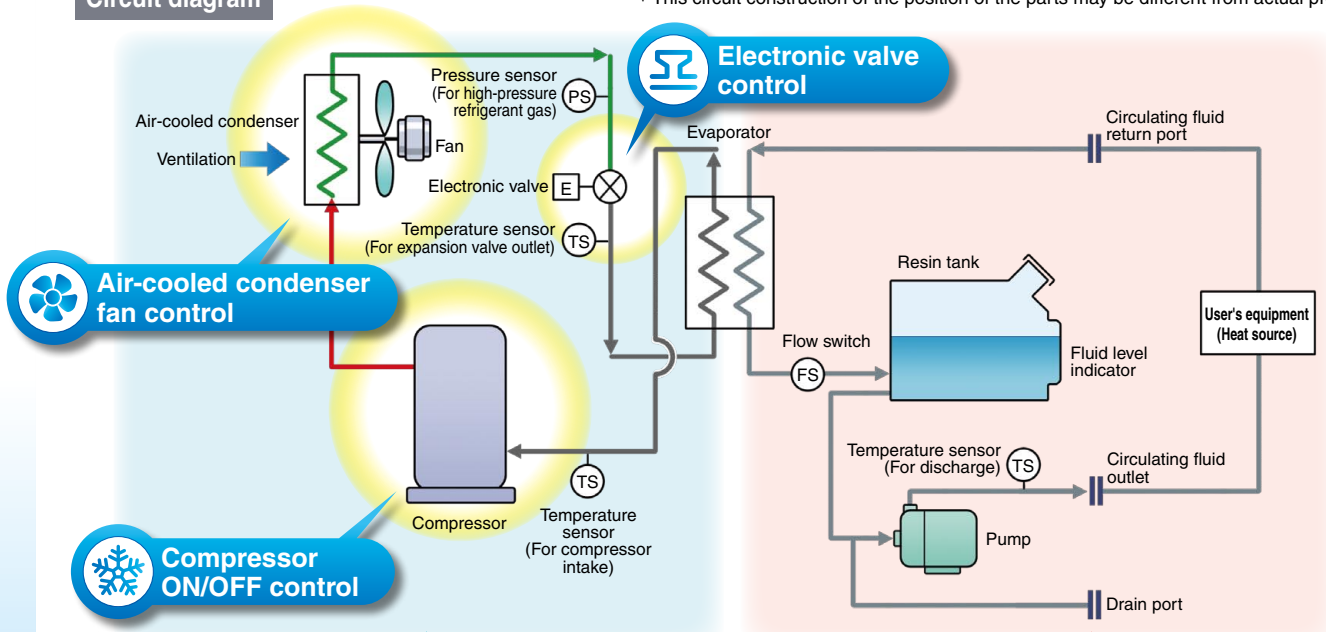 Circuit diagram
* This circuit construction of the position of the parts may be different from actual
Electronic valve
control
Pressure sensor
(For high-pressure
refrigerant gas)
PS
Air-cooled condenser
Ventilation
Fan
Evaporator
Circulating fluid
return port
Electronic valve
E
Temperature sensor
(For expansion valve outlet)
TS
Air-cooled condenser
fan control
Resin tank
User's equipment
(Heat source)
Flow switch
FS
Fluid level
indicator
Temperature sensor
(For discharge)
TS
Circulating fluid
outlet
TS
Compressor
Temperature
sensor
(For compressor
intake)
Pump
Compressor
ON/OFF control
Drain port